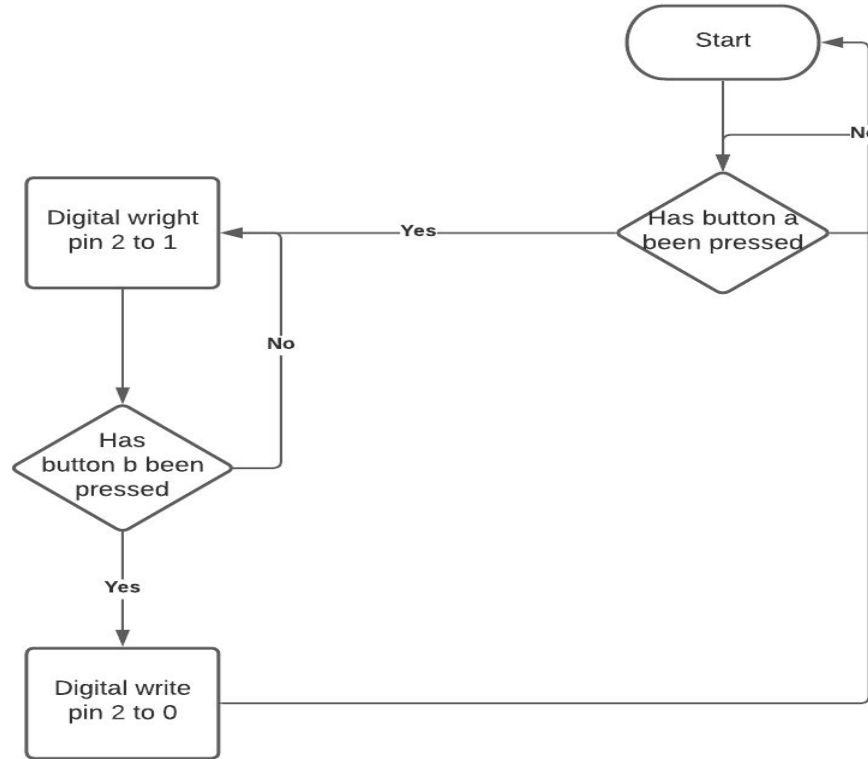 Start
No
Has button a
been pressed
Yes
Digital wright
pin 2 to 1
No
Has
button b been
pressed
Yes
Digital write
pin 2 to 0